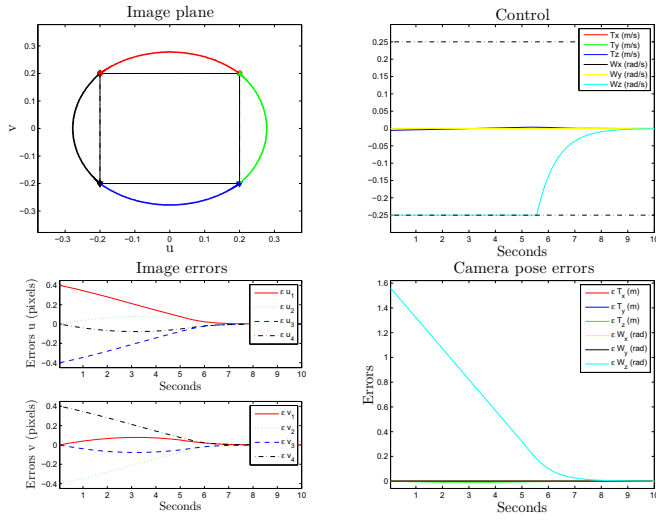 Image plane
0.3
0.2
0.1
0
−0.1
−0.2
−0.3
v
−0.3 −0.2 −0.1 0 0.1 0.2 0.3
u
Control
0.25
0.2
0.15
0.1
0.05
0
−0.05
−0.1
−0.15
−0.2
−0.25
Tx (m/s)
Ty (m/s)
Tz (m/s)
Wx (rad/s)
Wy (rad/s)
Wz (rad/s)
1 2 3 4 5 6 7 8 9 10
Seconds
Image errors
Errors u (pixels)
0.4
0.2
0
−0.2
−0.4
ε u1
ε u2
ε u3
ε u4
0 1 2 3 4 5 6 7 8 9 10
Seconds
Errors v (pixels)
0.4
0.2
0
−0.2
−0.4
ε v1
ε v2
ε v3
ε v4
0 1 2 3 4 5 6 7 8 9 10
Seconds
Camera pose errors
Errors
1.6
1.4
1.2
1
0.8
0.6
0.4
0.2
0
ε Tx (m)
ε Ty (m)
ε Tz (m)
ε Wx (rad)
ε Wy (rad)
ε Wz (rad)
1 2 3 4 5 6 7 8 9 10
Seconds